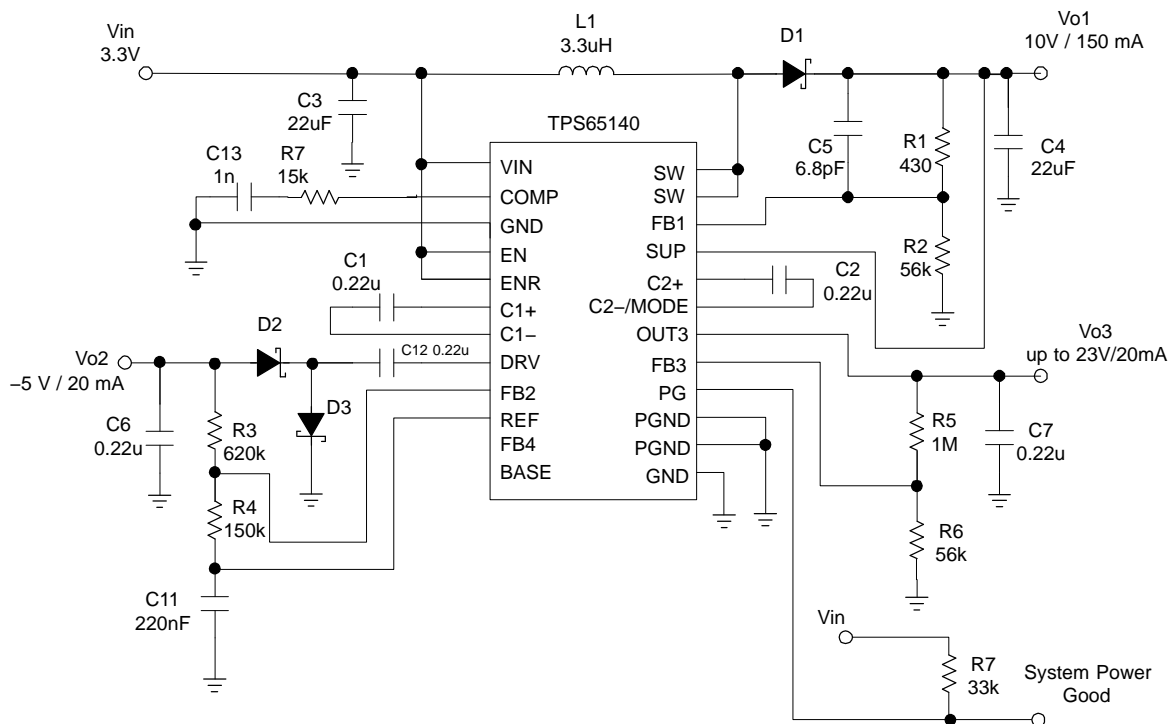 Vin
3.3V
L1
3.3uH
D1
Vo1
10V / 150 mA
C3
22uF
TPS65140
C13
1n
R7
15k
C5
6.8pF
R1
430
C4
22uF
VIN
COMP
GND
EN
ENR
C1+
C1–
DRV
FB2
REF
FB4
BASE
SW
SW
FB1
SUP
C2+
C2–/MODE
OUT3
FB3
PG
PGND
PGND
GND
R2
56k
C1
0.22u
C2
0.22u
D2
C12 0.22u
Vo2
–5 V / 20 mA
Vo3
up to 23V/20mA
D3
C6
0.22u
R3
620k
R4
150k
R5
1M
C7
0.22u
R6
56k
C11
220nF
Vin
R7
33k
System Power
Good